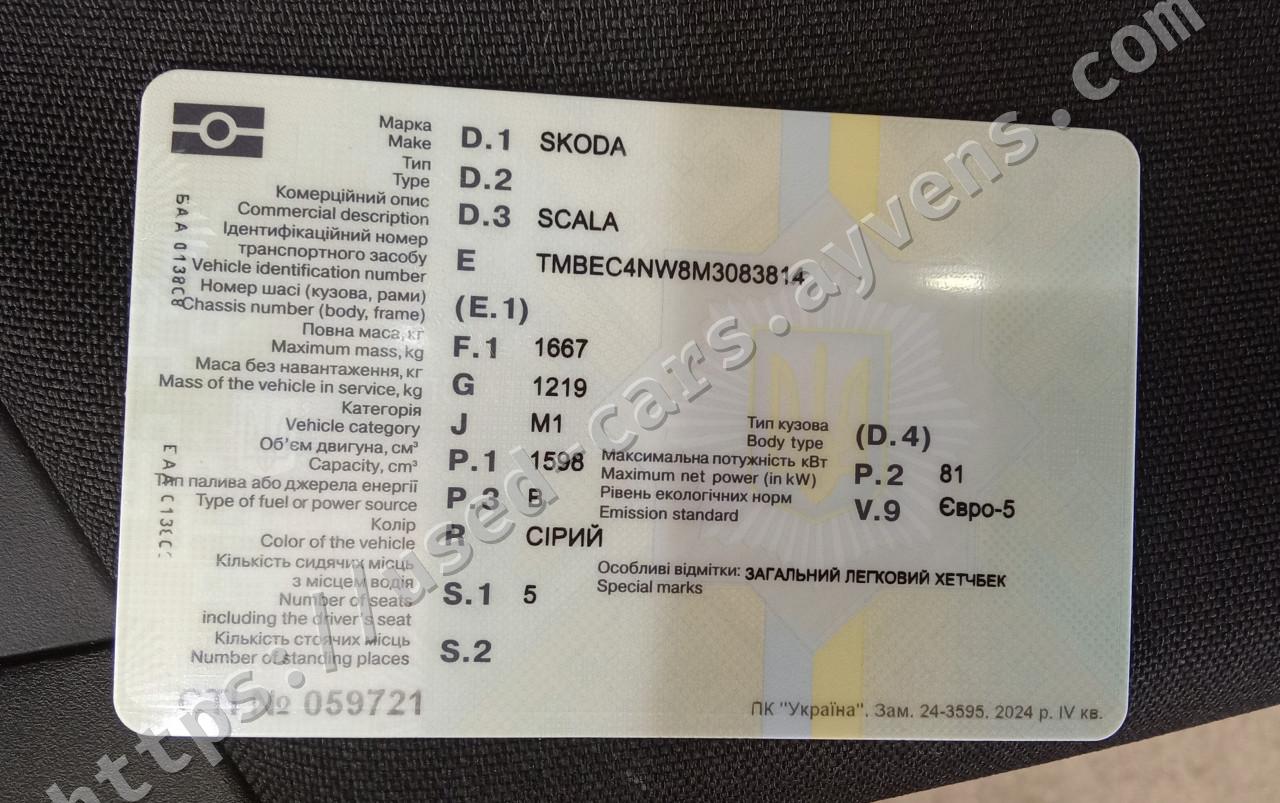 Марка
Make D.1 SKODA
Тип
Type D.2
Комерційний опис
Commercial description D.3 SCALA
Ідентифікаційний номер
транспортного засобу
Vehicle identification number E TMBEC4NW8M3083814
Номер шасі (кузова, рами)
Chassis number (body, frame) (E.1)
Повна маса, кг
Maximum mass, kg F.1 1667
Маса без навантаження, кг
Mass of the vehicle in service, kg G 1219
Категорія
Vehicle category J M1
Об’єм двигуна, см³
Capacity, cm³ P.1 1598
Тип палива або джерела енергії
Type of fuel or power source P.3 B
Колір
Color of the vehicle R СІРИЙ
Кількість сидячих місць
з місцем водія
Number of seats
including the driver's seat S.1 5
Кількість стоячих місць
Number of standing places S.2
№ 059721
Тип кузова
Body type (D.4)
Максимальна потужність кВт
Maximum net power (in kW) P.2 81
Рівень екологічних норм
Emission standard V.9 Євро-5
Особливі відмітки: ЗАГАЛЬНИЙ ЛЕГКОВИЙ ХЕТЧБЕК
Special marks
ПК "Україна". Зам. 24-3595. 2024 р. IV кв.
https://used-cars.ayvens.com